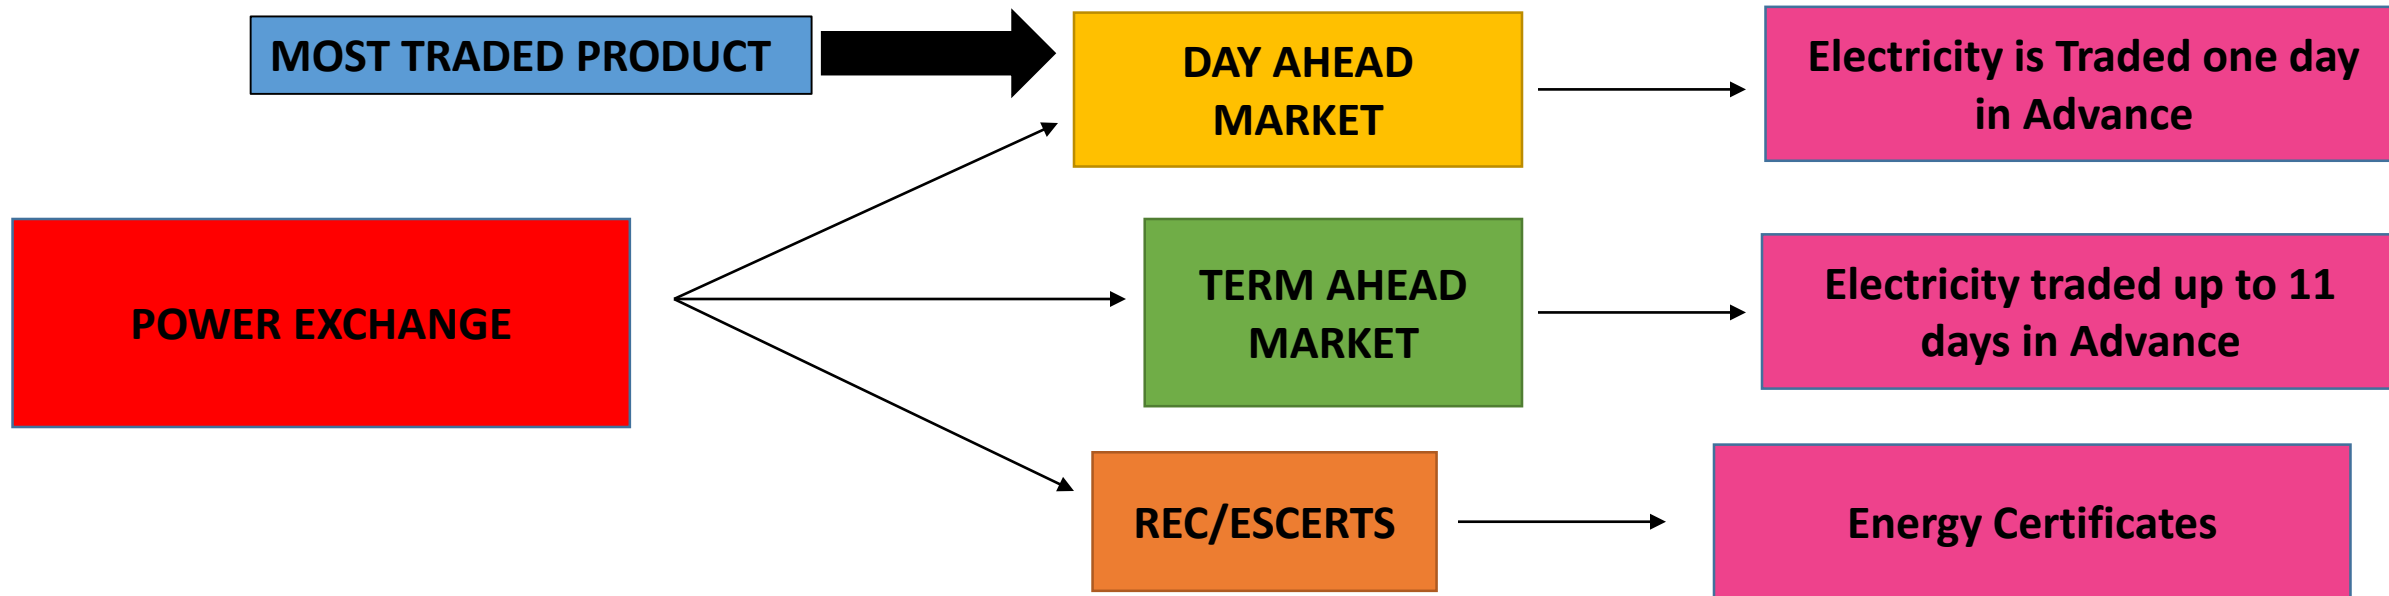 MOST TRADED PRODUCT
DAY AHEAD
MARKET
Electricity is Traded one day
in Advance
POWER EXCHANGE
TERM AHEAD
MARKET
Electricity traded up to 11
days in Advance
REC/ESCERTS
Energy Certificates